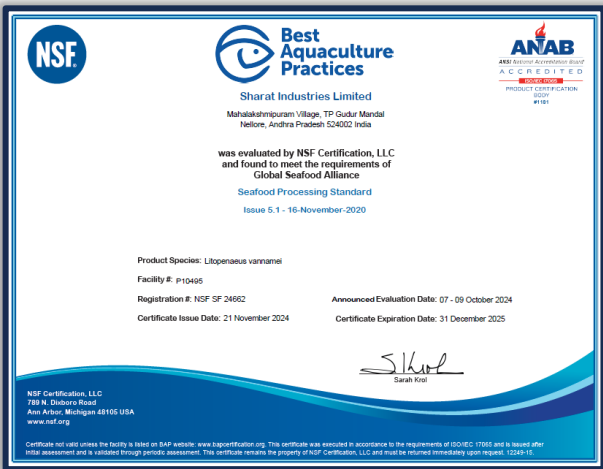 NSF
Best
Aquaculture
Practices
ANAB
ANSI National Accreditation Board
ACCREDITED
ISO/IEC 17065
PRODUCT CERTIFICATION
BODY
#1181
Sharat Industries Limited
Mahalakshmipuram Village, TP Gudur Mandal
Nellore, Andhra Pradesh 524002 India
was evaluated by NSF Certification, LLC
and found to meet the requirements of
Global Seafood Alliance
Seafood Processing Standard
Issue 5.1 - 16-November-2020
Product Species: Litopenaeus vannamei
Facility #: P10495
Registration #: NSF SF 24662
Announced Evaluation Date: 07 - 09 October 2024
Certificate Issue Date: 21 November 2024
Certificate Expiration Date: 31 December 2025
Sarah Krol
NSF Certification, LLC
789 N. Dixboro Road
Ann Arbor, Michigan 48105 USA
www.nsf.org
Certificate not valid unless the facility is listed on BAP website: www.bapcertification.org. This certificate was executed in accordance to the requirements of ISO/IEC 17065 and is issued after
initial assessment and is validated through periodic assessment. This certificate remains the property of NSF Certification, LLC and must be returned immediately upon request. 12249-15.